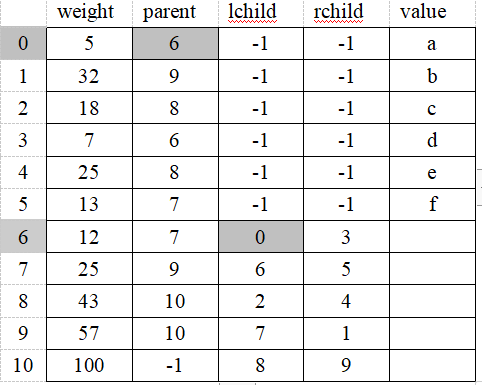 weight parent lchild rchild value
0 5 6 -1 -1 a
1 32 9 -1 -1 b
2 18 8 -1 -1 c
3 7 6 -1 -1 d
4 25 8 -1 -1 e
5 13 7 -1 -1 f
6 12 7 0 3
7 25 9 6 5
8 43 10 2 4
9 57 10 7 1
10 100 -1 8 9